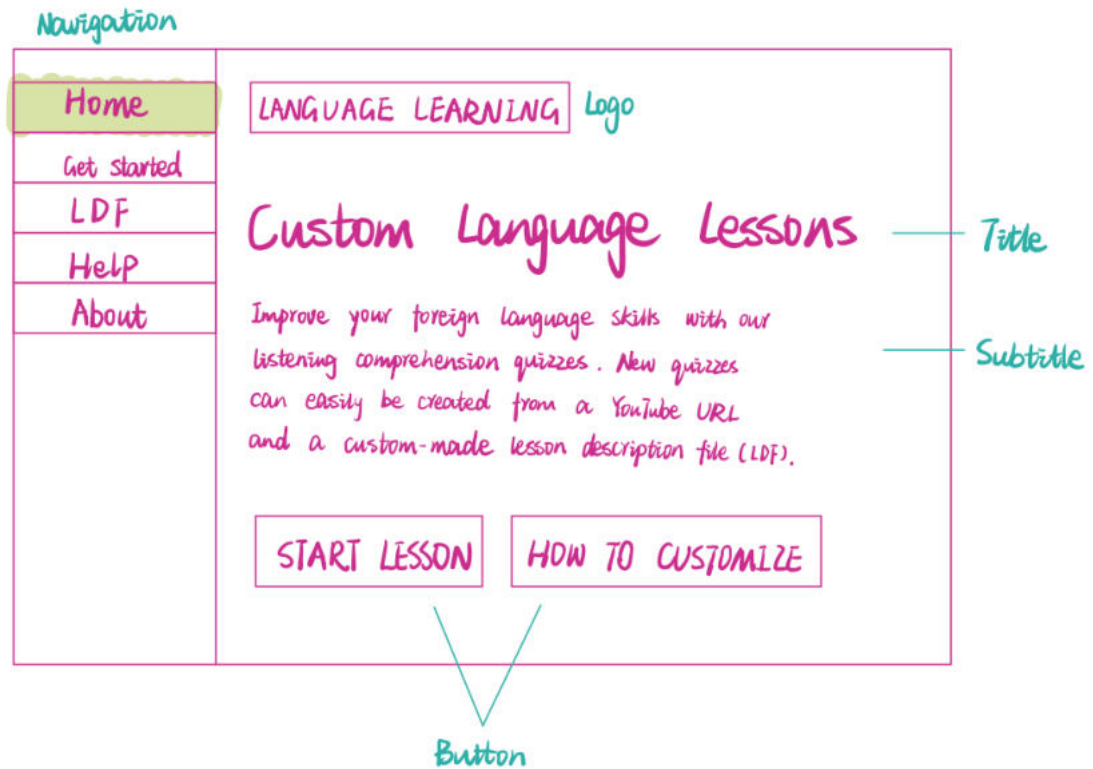 Navigation
Home
Get started
LDF
Help
About
LANGUAGE LEARNING
Logo
Custom Language Lessons
Title
Improve your foreign language skills with our
listening comprehension quizzes. New quizzes
can easily be created from a YouTube URL
and a custom-made lesson description file (LDF).
Subtitle
START LESSON
HOW TO CUSTOMIZE
Button